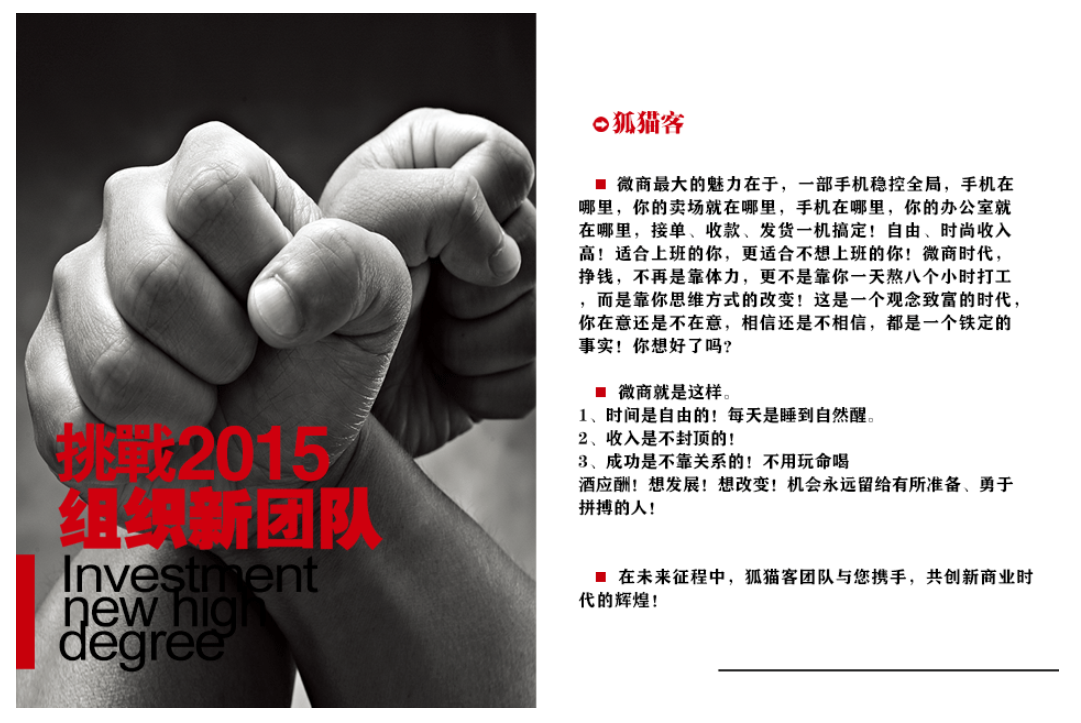 挑戰2015
组织新团队
Investment
new high
degree
狐猫客
微商最大的魅力在于，一部手机稳控全局，手机在
哪里，你的卖场就在哪里，手机在哪里，你的办公室就
在哪里，接单、收款、发货一机搞定！自由、时尚收入
高！适合上班的你，更适合不想上班的你！微商时代，
挣钱，不再是靠体力，更不是靠你一天熬八个小时打工
，而是靠你思维方式的改变！这是一个观念致富的时代，
你在意还是不在意，相信还是不相信，都是一个铁定的
事实！你想好了吗？
微商就是这样。
1、时间是自由的！每天是睡到自然醒。
2、收入是不封顶的！
3、成功是不靠关系的！不用玩命喝
酒应酬！想发展！想改变！机会永远留给有所准备、勇于
拼搏的人！
在未来征程中，狐猫客团队与您携手，共创新商业时
代的辉煌！